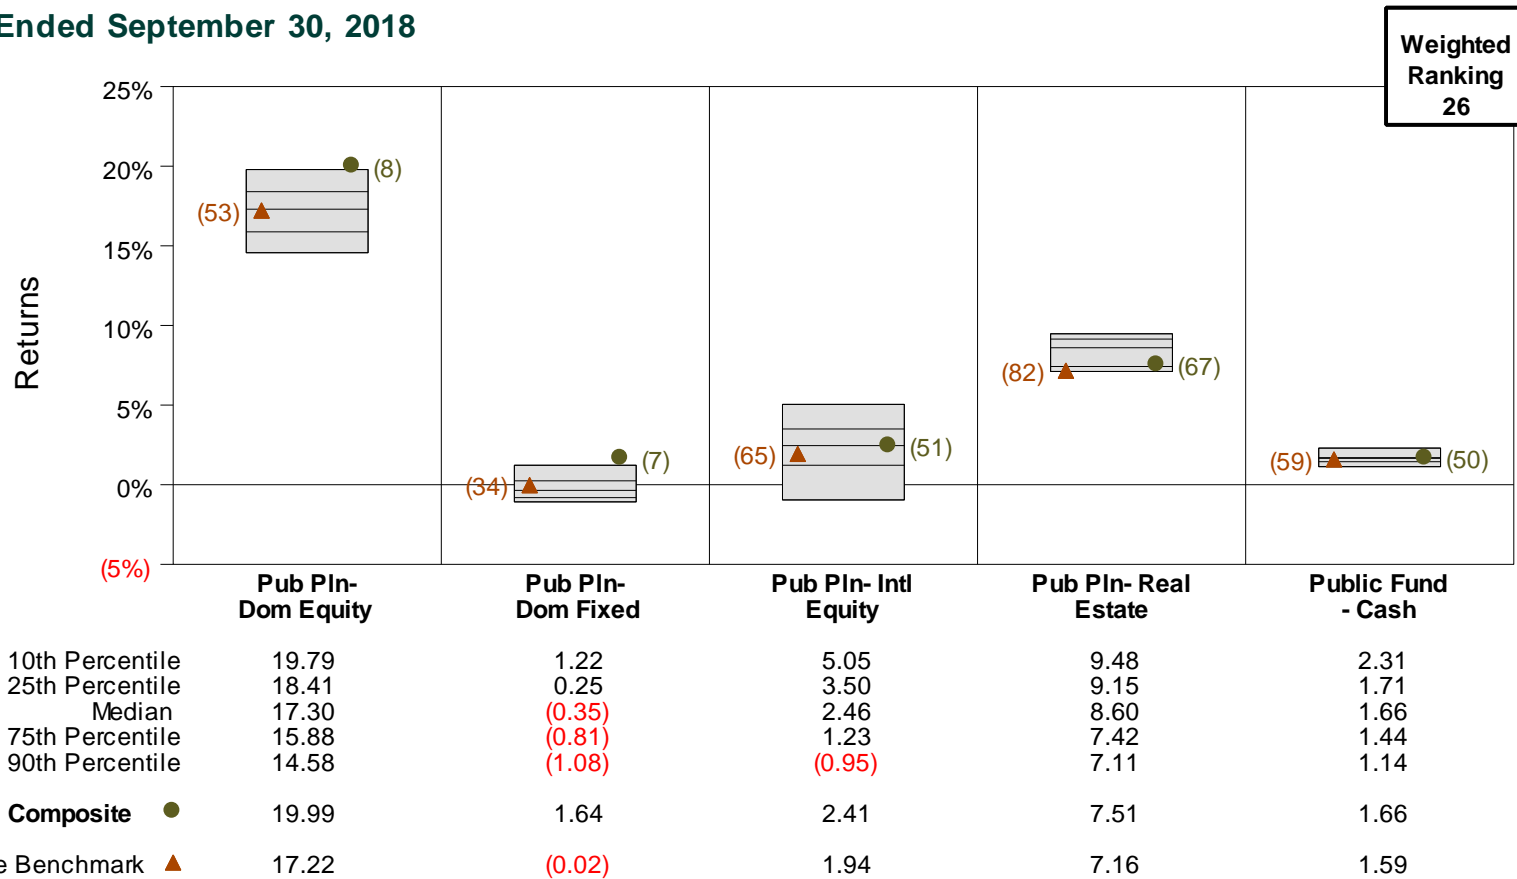 Ended September 30, 2018
Weighted
Ranking
26
Returns
25%
20%
15%
10%
5%
0%
(5%)
(53) (8)
(34) (7)
(65) (51)
(82) (67)
(59) (50)
Pub Pln-
Dom Equity
Pub Pln-
Dom Fixed
Pub Pln- Intl
Equity
Pub Pln- Real
Estate
Public Fund
- Cash
10th Percentile 19.79 1.22 5.05 9.48 2.31
25th Percentile 18.41 0.25 3.50 9.15 1.71
Median 17.30 (0.35) 2.46 8.60 1.66
75th Percentile 15.88 (0.81) 1.23 7.42 1.44
90th Percentile 14.58 (1.08) (0.95) 7.11 1.14
Composite 19.99 1.64 2.41 7.51 1.66
e Benchmark 17.22 (0.02) 1.94 7.16 1.59